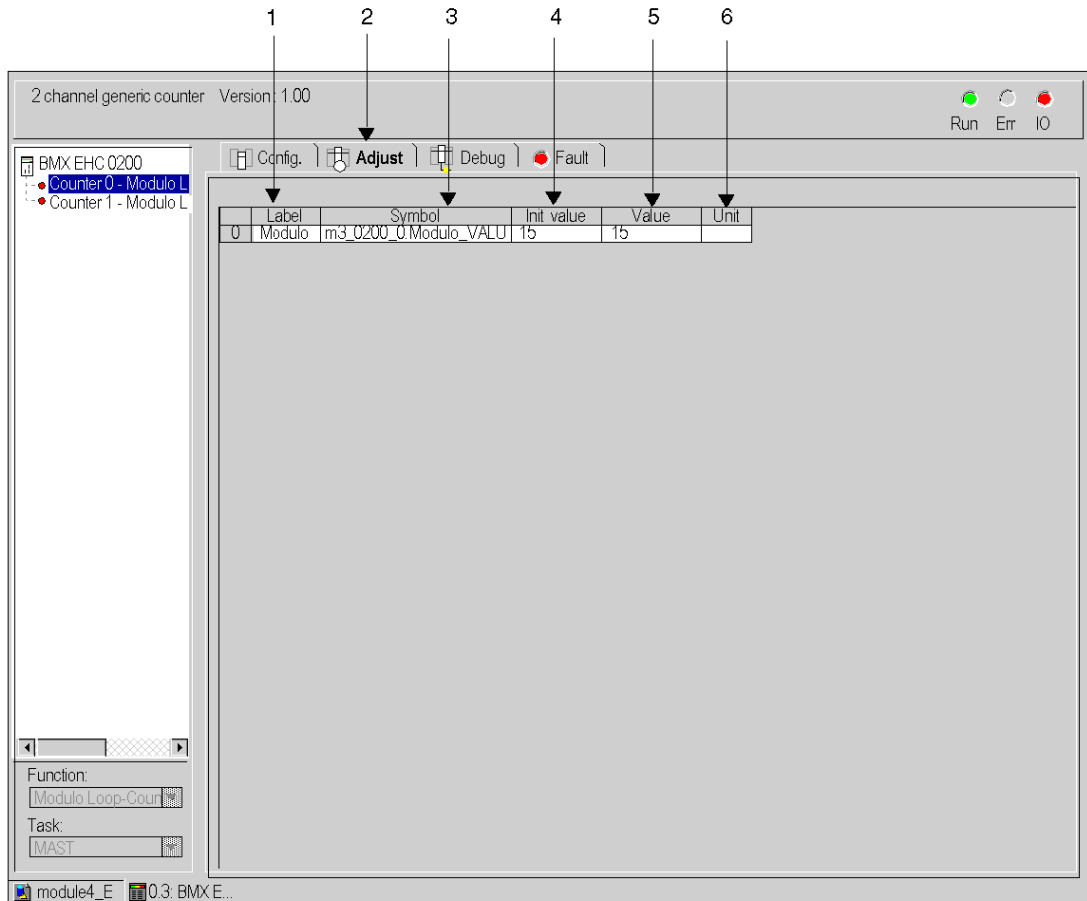 1 2 3 4 5 6
2 channel generic counter Version: 1.00
Run Err IO
BMX EHC 0200
Counter 0 - Modulo L
Counter 1 - Modulo L
Config. Adjust Debug Fault
Label Symbol Init value Value Unit
0 Modulo m3_0200_0.Modulo_VALU 15 15
Function:
Modulo Loop-Coun
Task:
MAST
module4_E 0.3: BMX E...